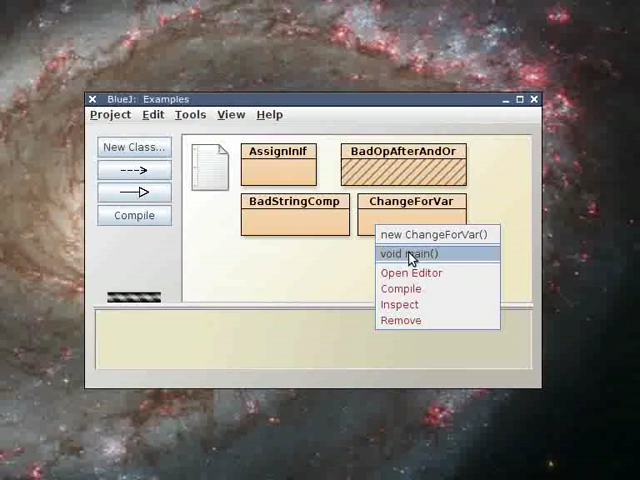 BlueJ: Examples
Project Edit Tools View Help
New Class...
Compile
AssignInIf
BadOpAfterAndOr
BadStringComp
ChangeForVar
new ChangeForVar()
void main()
Open Editor
Compile
Inspect
Remove